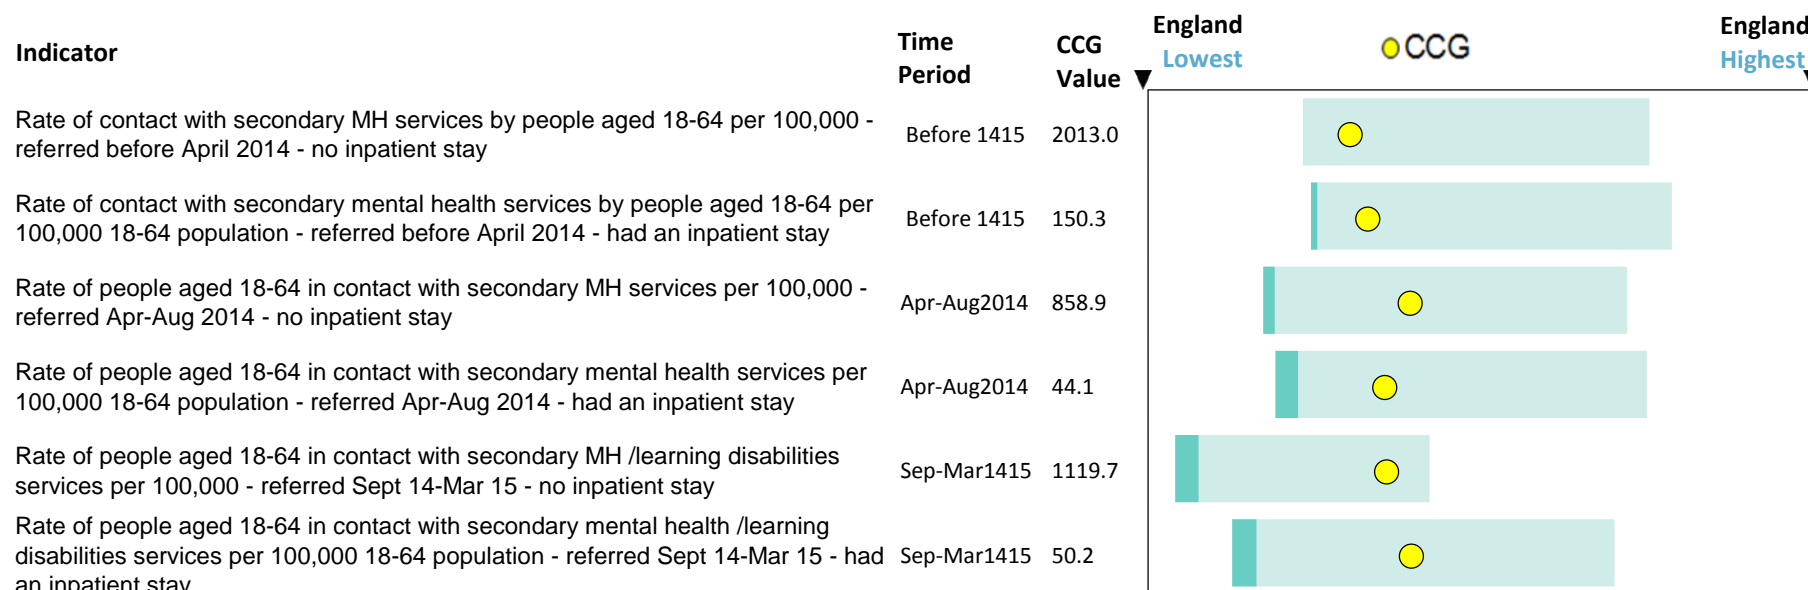 Indicator
Time
Period
CCG
Value
England
Lowest
CCG
England
Highest
Rate of contact with secondary MH services by people aged 18-64 per 100,000 -
referred before April 2014 - no inpatient stay
Before 1415
2013.0
Rate of contact with secondary mental health services by people aged 18-64 per
100,000 18-64 population - referred before April 2014 - had an inpatient stay
Before 1415
150.3
Rate of people aged 18-64 in contact with secondary MH services per 100,000 -
referred Apr-Aug 2014 - no inpatient stay
Apr-Aug2014
858.9
Rate of people aged 18-64 in contact with secondary mental health services per
100,000 18-64 population - referred Apr-Aug 2014 - had an inpatient stay
Apr-Aug2014
44.1
Rate of people aged 18-64 in contact with secondary MH /learning disabilities
services per 100,000 - referred Sept 14-Mar 15 - no inpatient stay
Sep-Mar1415
1119.7
Rate of people aged 18-64 in contact with secondary mental health /learning
disabilities services per 100,000 18-64 population - referred Sept 14-Mar 15 - had
an inpatient stay
Sep-Mar1415
50.2